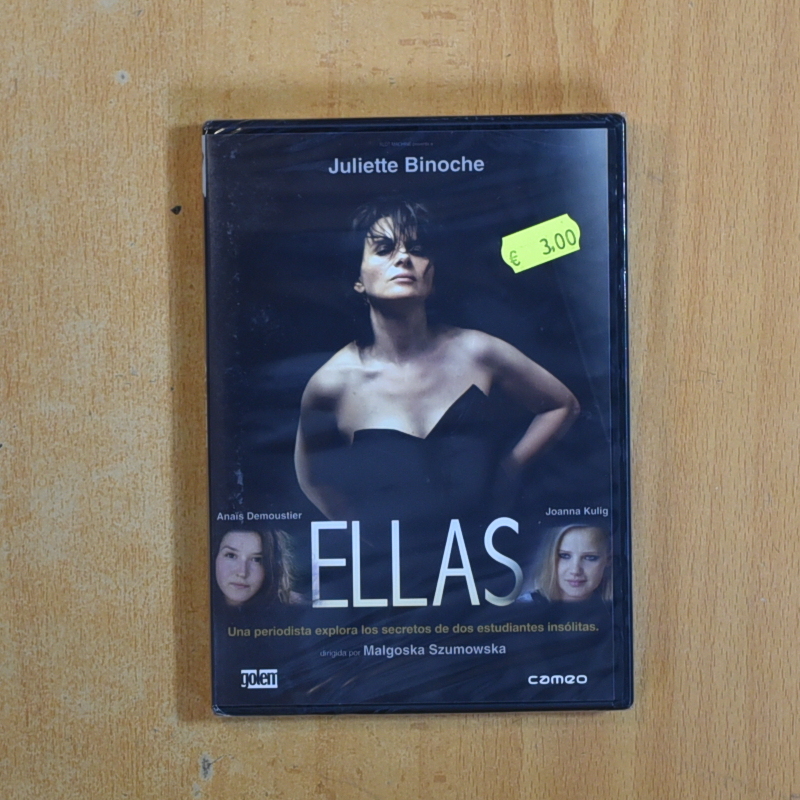 Juliette Binoche
€ 3,00
Anaïs Demoustier
Joanna Kulig
ELLAS
Una periodista explora los secretos de dos estudiantes insólitas.
dirigida por Malgoska Szumowska
golem
cameo